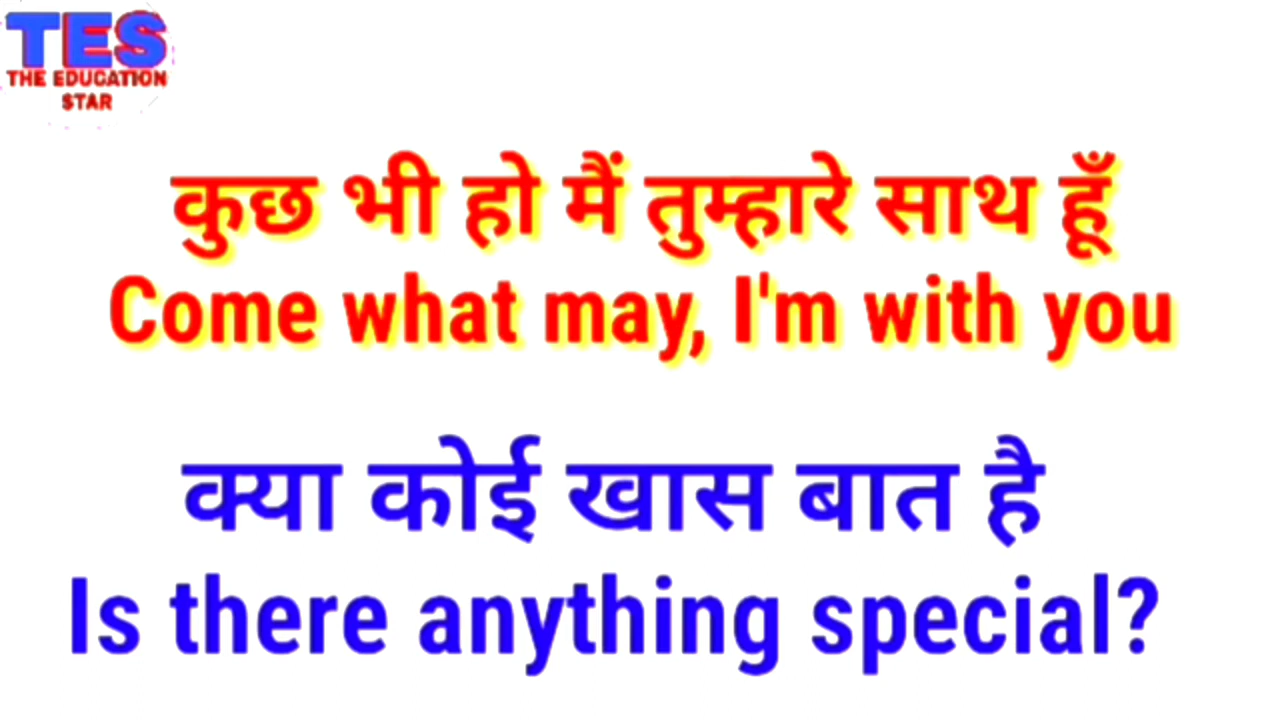 TES
THE EDUCATION
STAR
कुछ भी हो मैं तुम्हारे साथ हूँ
Come what may, I'm with you
क्या कोई खास बात है
Is there anything special?